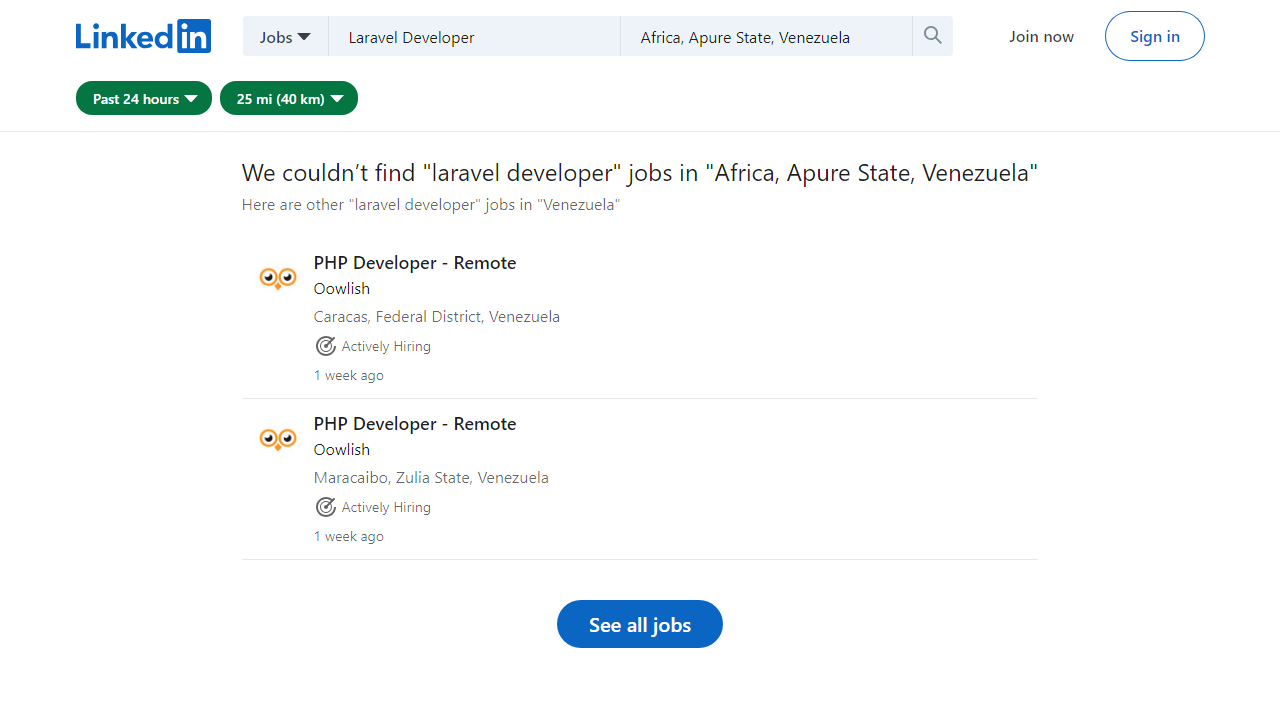 Linked in
Jobs
Laravel Developer
Africa, Apure State, Venezuela
Join now
Sign in
Past 24 hours
25 mi (40 km)
We couldn’t find "laravel developer" jobs in "Africa, Apure State, Venezuela"
Here are other "laravel developer" jobs in "Venezuela"
PHP Developer - Remote
Oowlish
Caracas, Federal District, Venezuela
Actively Hiring
1 week ago
PHP Developer - Remote
Oowlish
Maracaibo, Zulia State, Venezuela
Actively Hiring
1 week ago
See all jobs